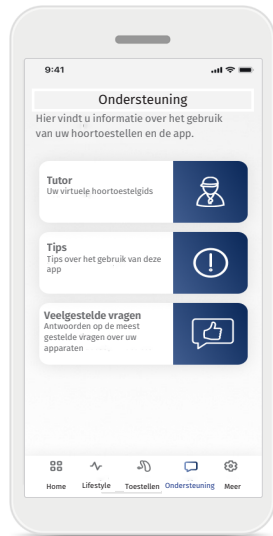 9:41
Ondersteuning
Hier vindt u informatie over het gebruik
van uw hoortoestellen en de app.
Tutor
Uw virtuele hoortoestelgids
Tips
Tips over het gebruik van deze
app
Veelgestelde vragen
Antwoorden op de meest
gestelde vragen over uw
apparaten
Home Lifestyle Toestellen Ondersteuning Meer